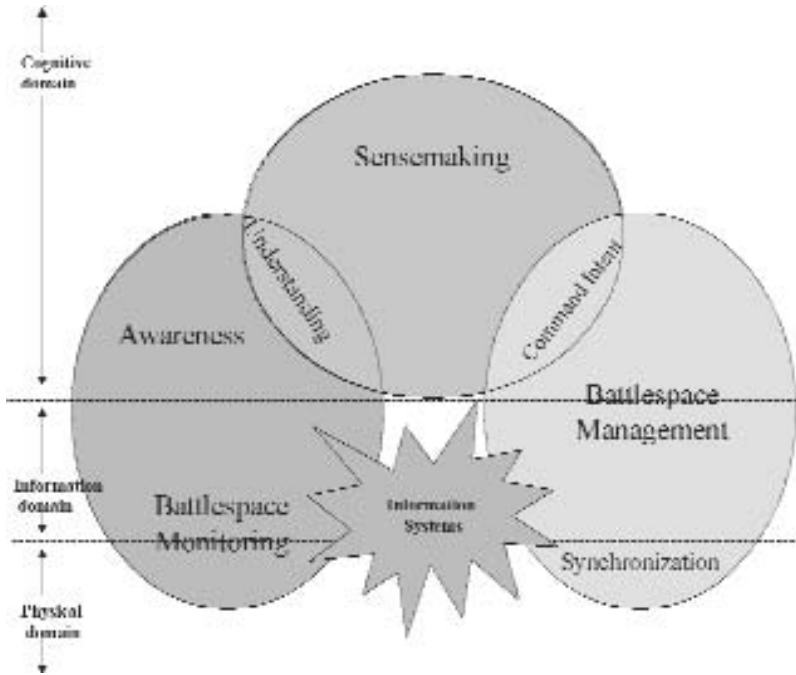 Cognitive
domain
Sensemaking
Understanding
Command Intent
Awareness
Battlespace
Management
Information
domain
Battlespace
Monitoring
Information
Systems
Synchronization
Physical
domain